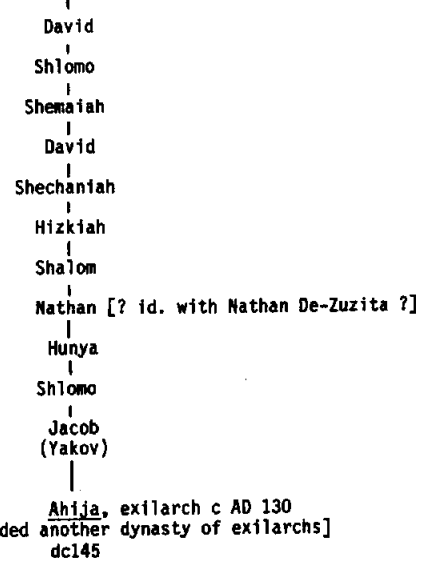 David
Shlomo
Shemaiah
David
Shechaniah
Hizkiah
Shalom
Nathan [? id. with Nathan De-Zuzita ?]
Hunya
Shlomo
Jacob
(Yakov)
Ahija, exilarch c AD 130
ded another dynasty of exilarchs]
dc145